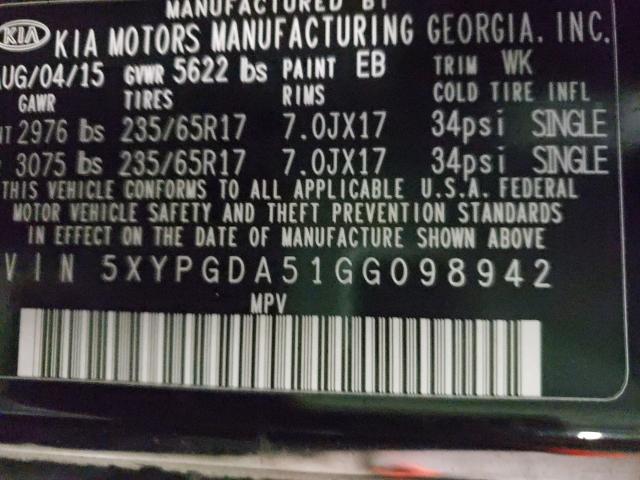 MANUFACTURED BY
KIA KIA MOTORS MANUFACTURING GEORGIA, INC.
AUG/04/15 GVWR 5622 lbs PAINT EB TRIM WK
GAWR TIRES RIMS COLD TIRE INFL
NT 2976 lbs 235/65R17 7.0JX17 34psi SINGLE
3075 lbs 235/65R17 7.0JX17 34psi SINGLE
THIS VEHICLE CONFORMS TO ALL APPLICABLE U.S.A. FEDERAL
MOTOR VEHICLE SAFETY AND THEFT PREVENTION STANDARDS
IN EFFECT ON THE DATE OF MANUFACTURE SHOWN ABOVE
VIN 5XYPGDA51GG098942
MPV